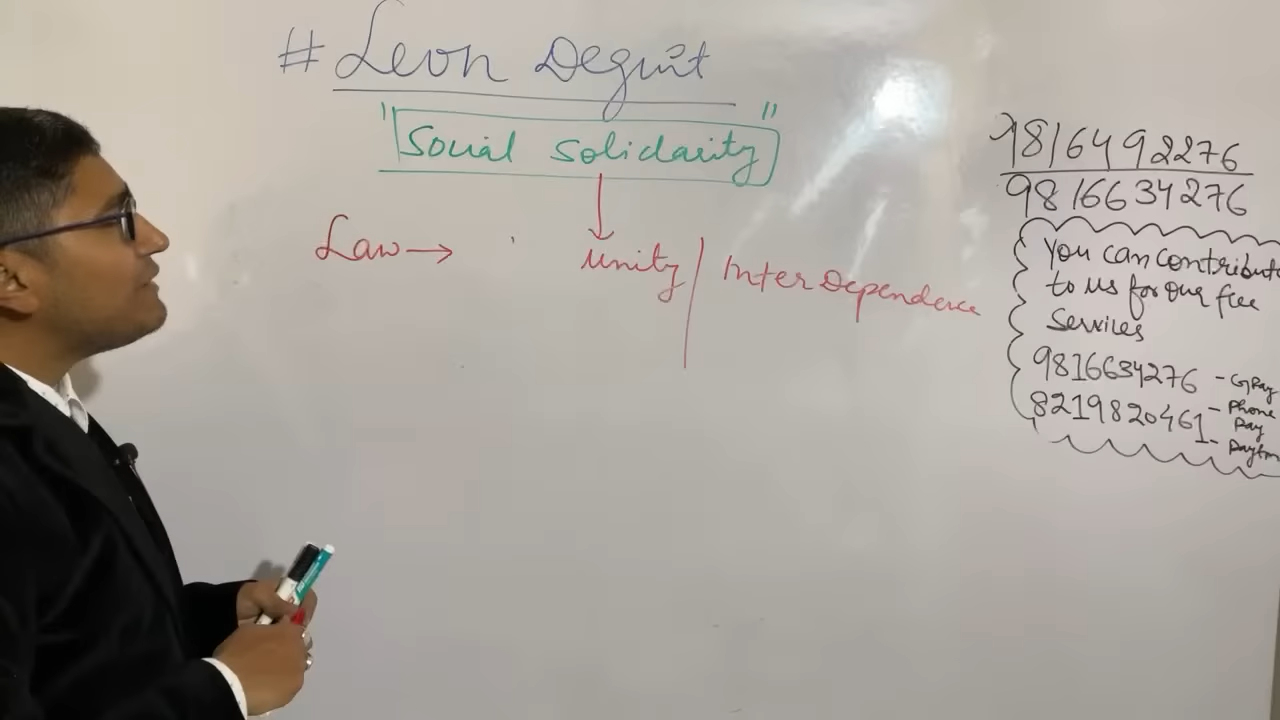 # Leon Deguit
"Social Solidarity"
Law → unity / Inter Dependence
9816492276
9816634276
You can contribute
to us for our free
Services
9816634276 - GPay
8219820461 - Phone
Pay
- Paytm